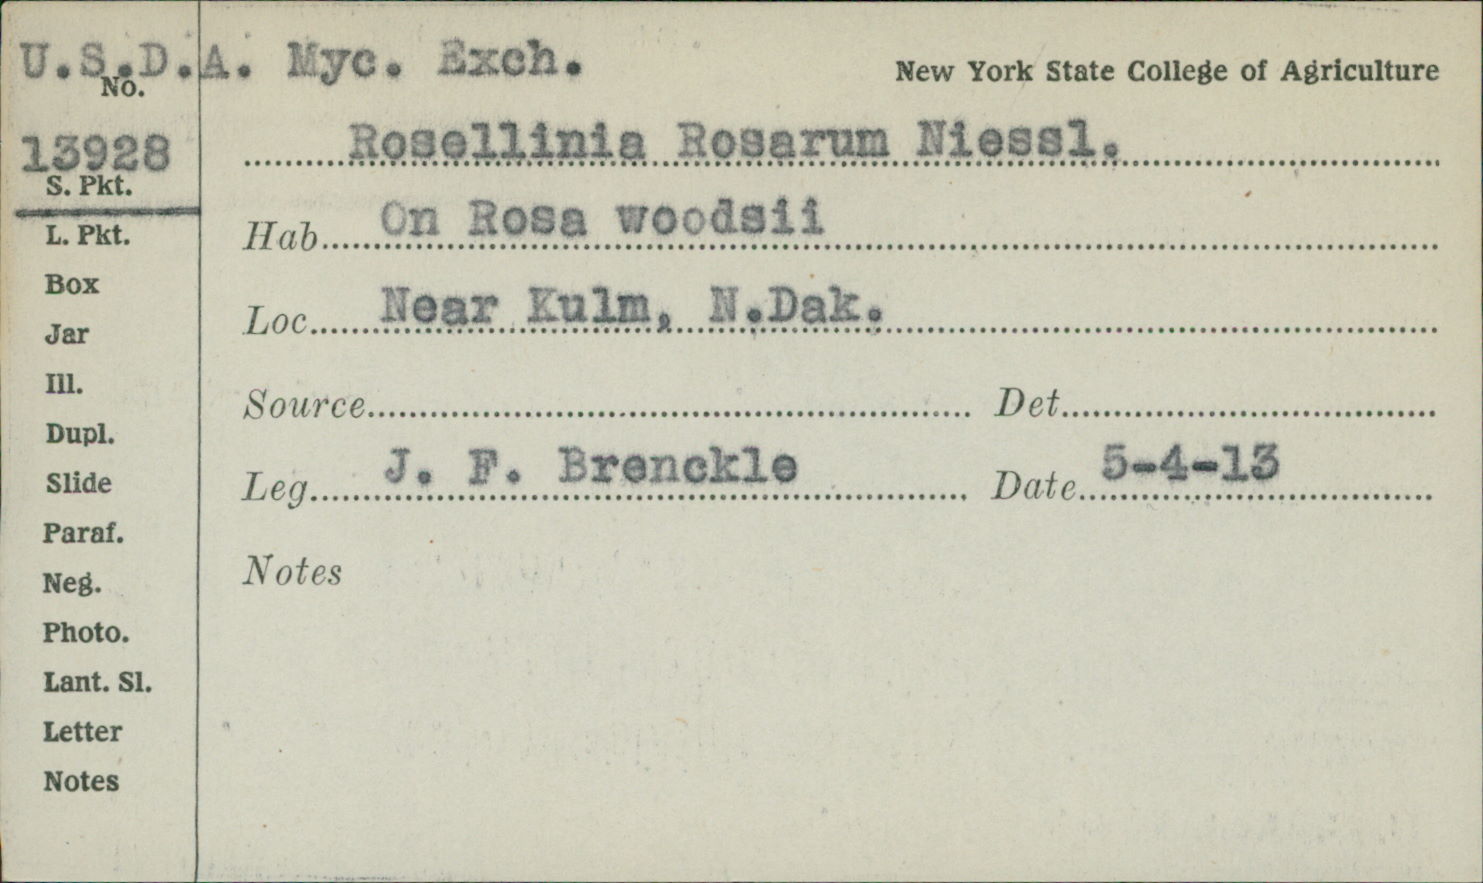 U.S.D.A. Myc. Exch.
New York State College of Agriculture
No.
13928
Rosellinia Rosarum Niessl.
S. Pkt.
Hab. On Rosa woodsii
L. Pkt.
Box
Loc. Near Kulm, N.Dak.
Jar
Ill.
Source Det.
Dupl.
Leg. J. F. Brenckle Date 5-4-13
Slide
Paraf.
Notes
Neg.
Photo.
Lant. Sl.
Letter
Notes